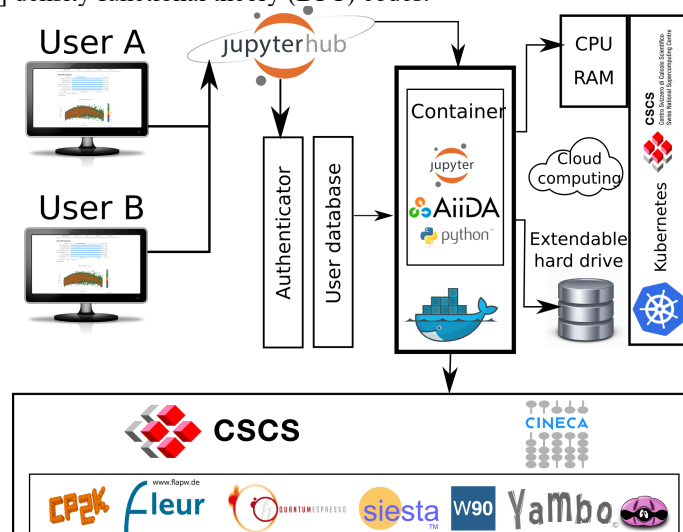 density functional theory (DFT) codes.
User A
jupyterhub
CPU
RAM
CSCS
Centro Svizzero di Calcolo Scientifico
Swiss National Supercomputing Centre
Container
jupyter
AiiDA
python™
Authenticator
User database
Cloud
computing
Kubernetes
User B
Extendable
hard drive
CSCS
CINECA
CP2K
www.flapw.de
fleur
QUANTUMESPRESSO
siesta
TM
W90
Yambo